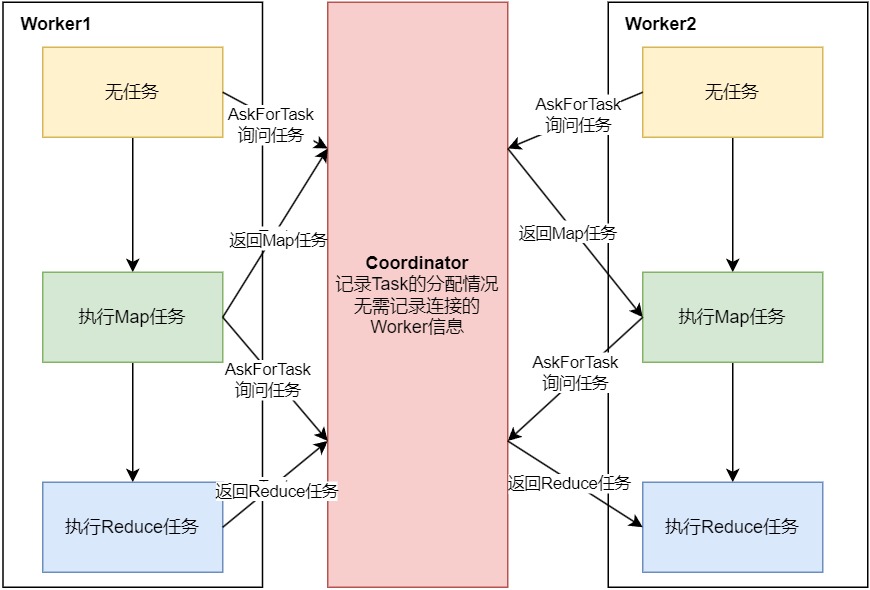 Worker1
无任务
AskForTask
询问任务
返回Map任务
执行Map任务
AskForTask
询问任务
返回Reduce任务
执行Reduce任务
Coordinator
记录Task的分配情况
无需记录连接的
Worker信息
Worker2
无任务
AskForTask
询问任务
返回Map任务
执行Map任务
AskForTask
询问任务
返回Reduce任务
执行Reduce任务